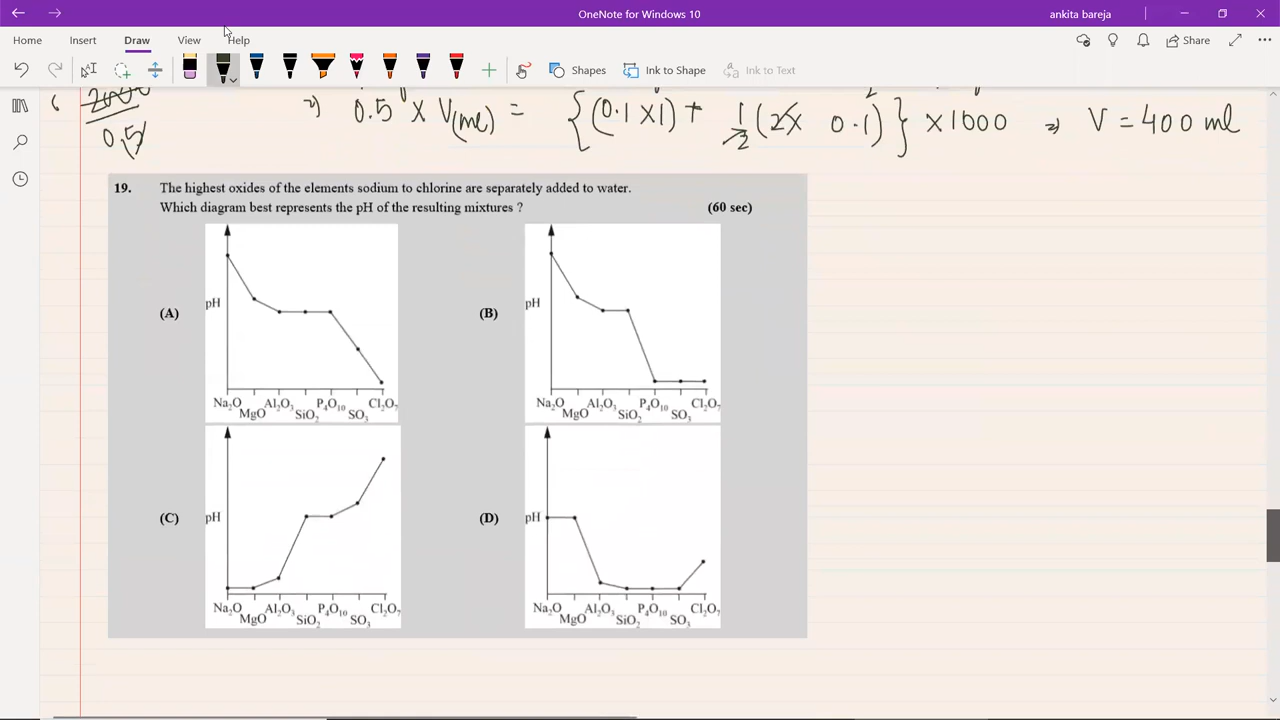 OneNote for Windows 10
ankita bareja
Home Insert Draw View Help
Share
Shapes Ink to Shape Ink to Text
2000
0.5
⇒ 0.5 x V(ml) = {(0.1 x1) + 1/2 (2x 0.1)} x1000 ⇒ V = 400 ml
19. The highest oxides of the elements sodium to chlorine are separately added to water.
Which diagram best represents the pH of the resulting mixtures ? (60 sec)
(A)
pH
Na₂O MgO Al₂O₃ SiO₂ P₄O₁₀ SO₃ Cl₂O₇
(B)
pH
Na₂O MgO Al₂O₃ SiO₂ P₄O₁₀ SO₃ Cl₂O₇
(C)
pH
Na₂O MgO Al₂O₃ SiO₂ P₄O₁₀ SO₃ Cl₂O₇
(D)
pH
Na₂O MgO Al₂O₃ SiO₂ P₄O₁₀ SO₃ Cl₂O₇